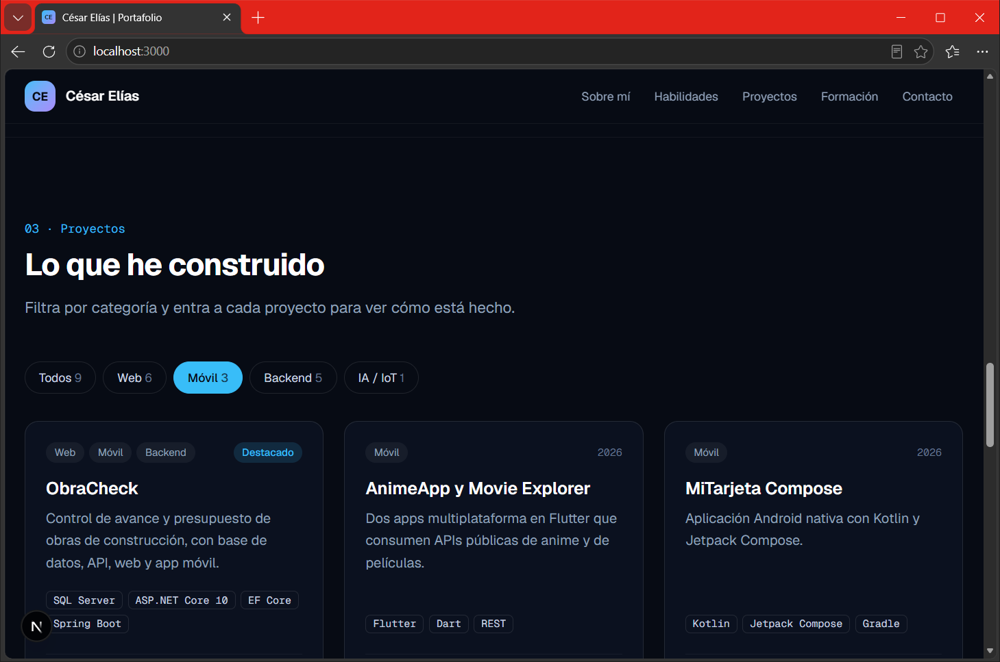 CE César Elías | Portafolio
localhost:3000
CE César Elías Sobre mí Habilidades Proyectos Formación Contacto
03 · Proyectos
Lo que he construido
Filtra por categoría y entra a cada proyecto para ver cómo está hecho.
Todos 9 Web 6 Móvil 3 Backend 5 IA / IoT 1
Web Móvil Backend Destacado
ObraCheck
Control de avance y presupuesto de
obras de construcción, con base de
datos, API, web y app móvil.
SQL Server ASP.NET Core 10 EF Core
Spring Boot
Móvil 2026
AnimeApp y Movie Explorer
Dos apps multiplataforma en Flutter que
consumen APIs públicas de anime y de
películas.
Flutter Dart REST
Móvil 2026
MiTarjeta Compose
Aplicación Android nativa con Kotlin y
Jetpack Compose.
Kotlin Jetpack Compose Gradle
N